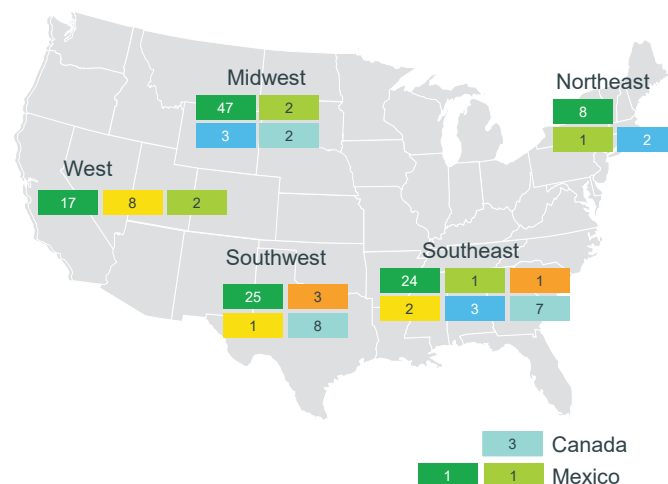 Midwest
47 2
3 2
Northeast
8
1 2
West
17 8 2
Southwest
25 3
1 8
Southeast
24 1 1
2 3 7
3 Canada
1 1 Mexico